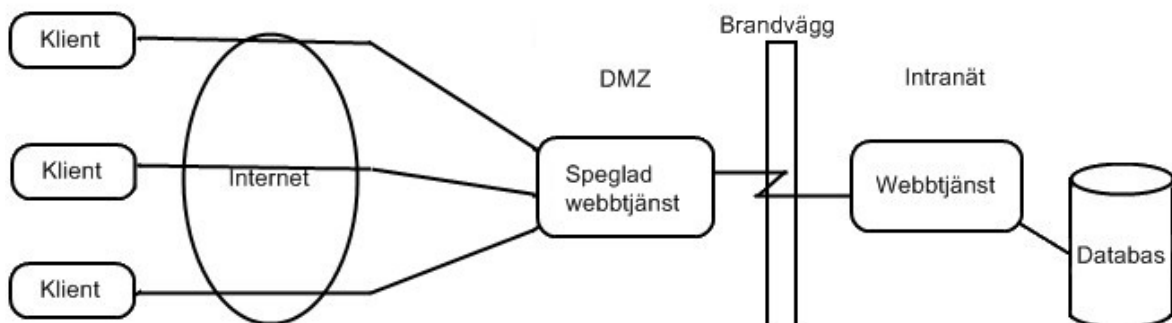 Klient
Brandvägg
DMZ
Intranät
Klient
Internet
Speglad
webbtjänst
Webbtjänst
Databas
Klient